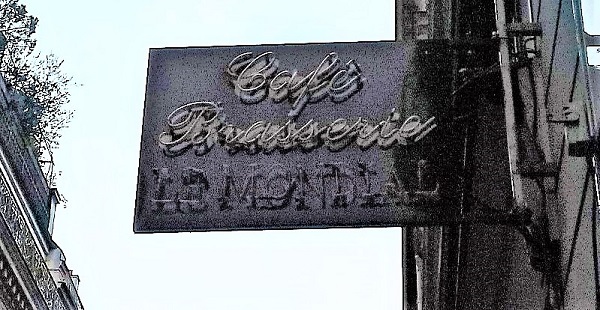 Café
Brasserie
LE MONDIAL